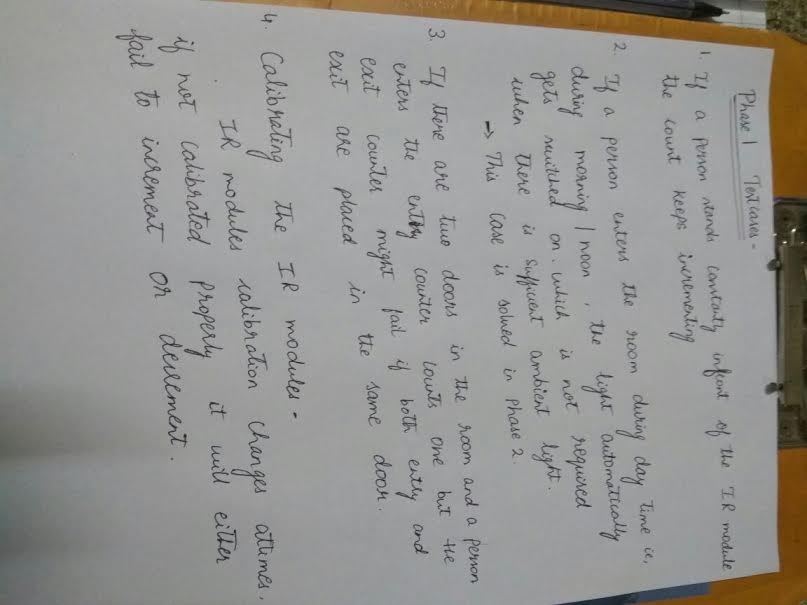 Phase 1 Testcases -
1. If a person stands constantly infront of the IR module
the count keeps incrementing
2. If a person enters the room during day time ie,
during morning / noon, the light automatically
gets switched on. which is not required
when there is sufficient ambient light.
→ This case is solved in Phase 2.
3. If there are two doors in the room and a person
enters the entry counter counts one but the
exit counter might fail if both entry and
exit are placed in the same door.
4. Calibrating the IR modules -
IR modules calibration changes attimes.
if not calibrated properly it will either
fail to increment or decrement.